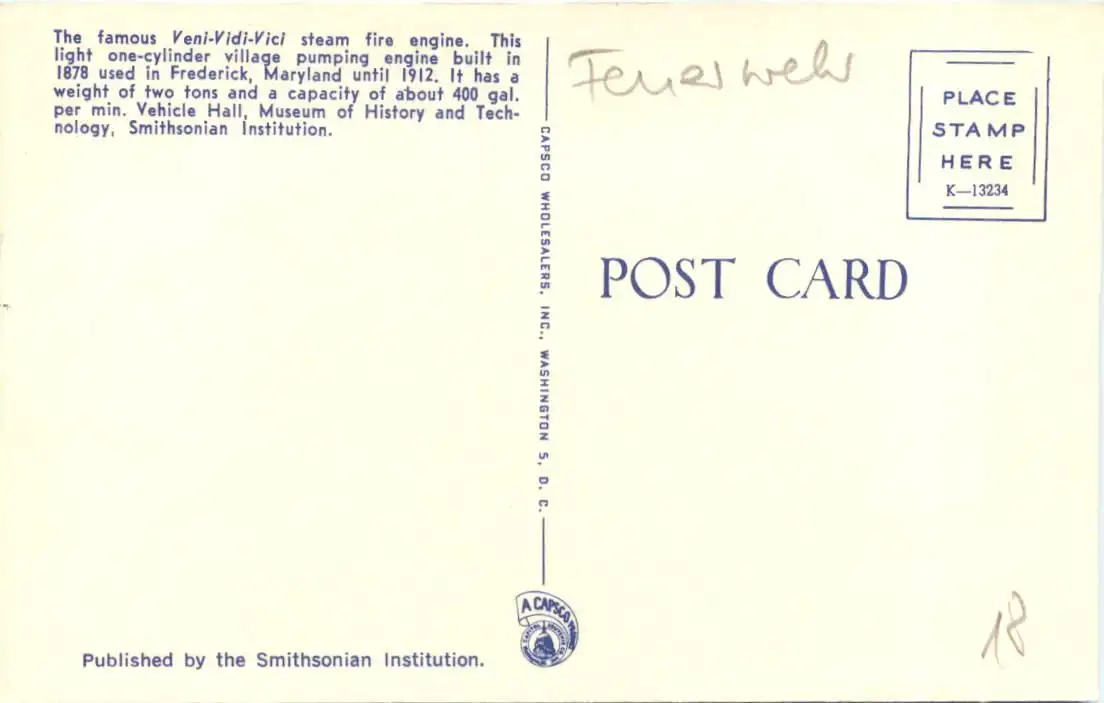 The famous Veni-Vidi-Vici steam fire engine. This
light one-cylinder village pumping engine built in
1878 used in Frederick, Maryland until 1912. It has a
weight of two tons and a capacity of about 400 gal.
per min. Vehicle Hall, Museum of History and Tech-
nology, Smithsonian Institution.
Published by the Smithsonian Institution.
CAPSCO WHOLESALERS, INC., WASHINGTON 5, D. C.
A CAPSCO
Feuerwehr
PLACE
STAMP
HERE
K—13234
POST CARD
18